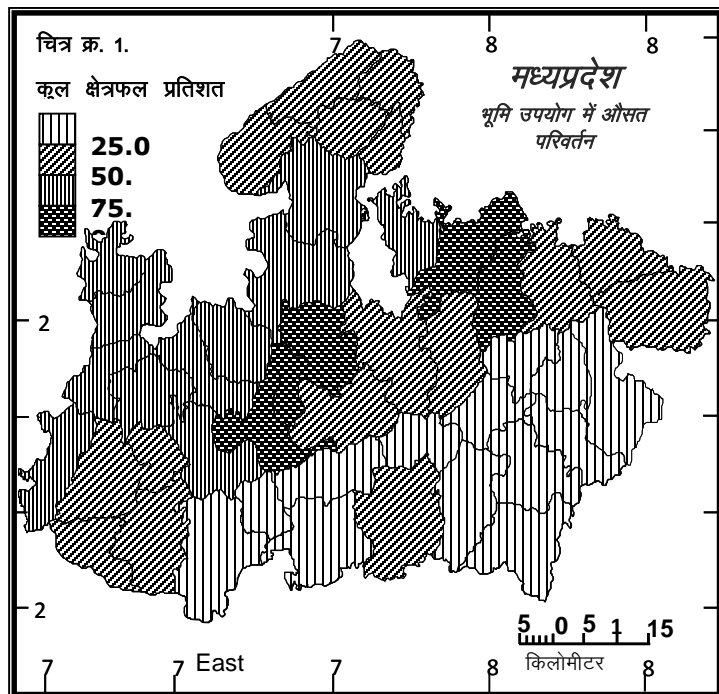 7 8 8
चित्र क्र. 1.
कुल क्षेत्रफल प्रतिशत
25.0
50.
75.
मध्यप्रदेश
भूमि उपयोग में औसत
परिवर्तन
2
2
5 0 5 1 15
किलोमीटर
7 7 East 7 8 8